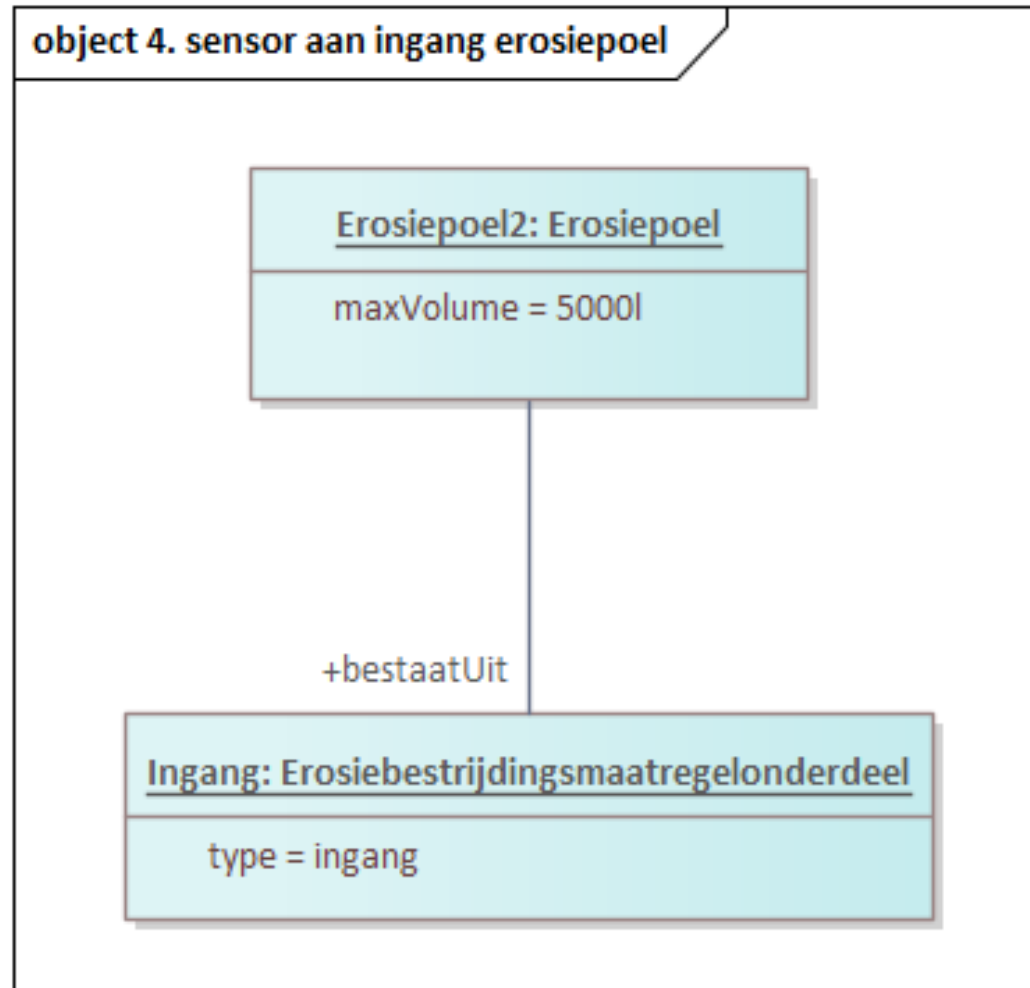 object 4. sensor aan ingang erosiepoel
Erosiepoel2: Erosiepoel
maxVolume = 5000l
+bestaatUit
Ingang: Erosiebestrijdingsmaatregelonderdeel
type = ingang